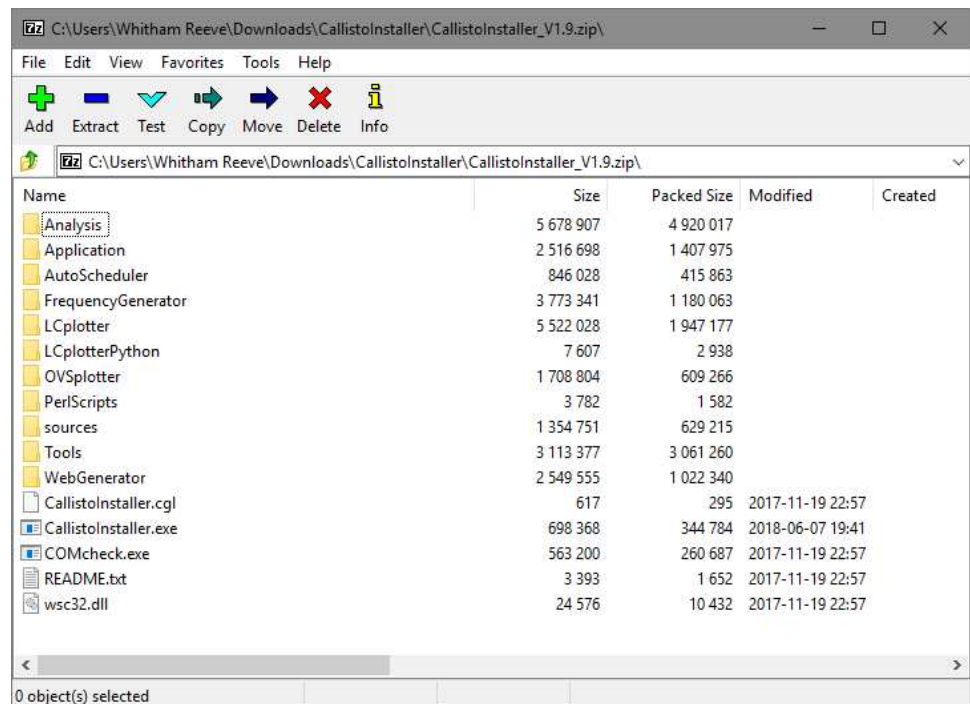 C:\Users\Whitham Reeve\Downloads\CallistoInstaller\CallistoInstaller_V1.9.zip\
File Edit View Favorites Tools Help
Add Extract Test Copy Move Delete Info
C:\Users\Whitham Reeve\Downloads\CallistoInstaller\CallistoInstaller_V1.9.zip\
Name Size Packed Size Modified Created
Analysis 5 678 907 4 920 017
Application 2 516 698 1 407 975
AutoScheduler 846 028 415 863
FrequencyGenerator 3 773 341 1 180 063
LCplotter 5 522 028 1 947 177
LCplotterPython 7 607 2 938
OVSplotter 1 708 804 609 266
PerlScripts 3 782 1 582
sources 1 354 751 629 215
Tools 3 113 377 3 061 260
WebGenerator 2 549 555 1 022 340
CallistoInstaller.cgl 617 295 2017-11-19 22:57
CallistoInstaller.exe 698 368 344 784 2018-06-07 19:41
COMcheck.exe 563 200 260 687 2017-11-19 22:57
README.txt 3 393 1 652 2017-11-19 22:57
wsc32.dll 24 576 10 432 2017-11-19 22:57
0 object(s) selected